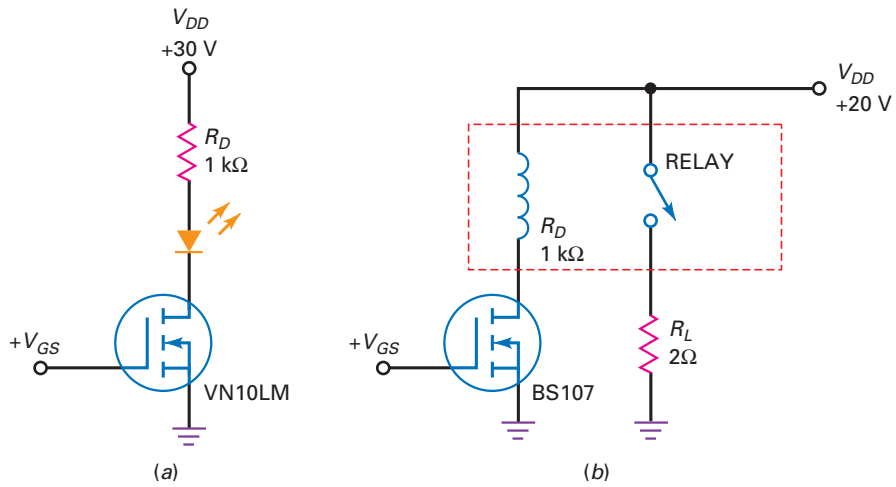 V_DD
+30 V
R_D
1 kΩ
+V_GS
VN10LM
(a)
V_DD
+20 V
RELAY
R_D
1 kΩ
+V_GS
BS107
R_L
2Ω
(b)